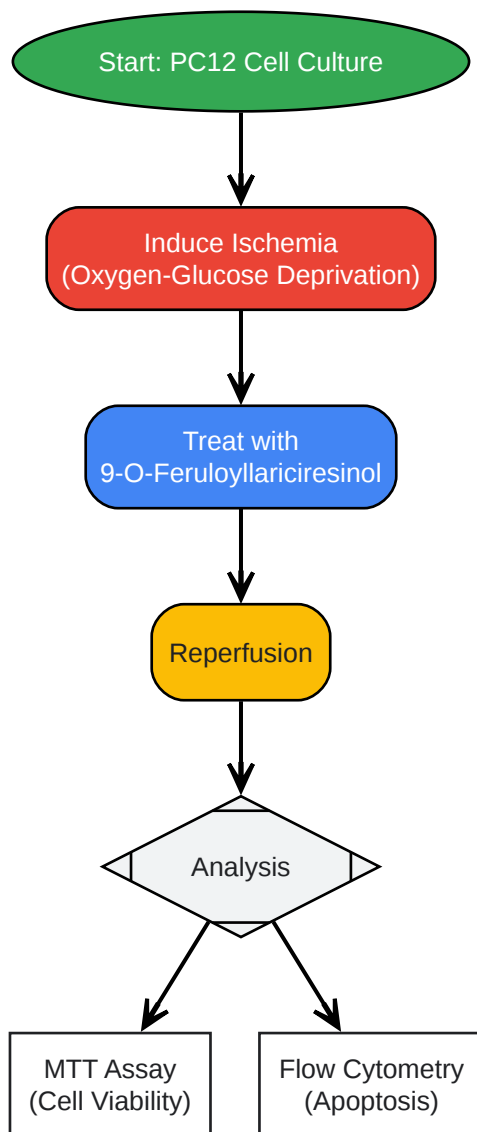 Start: PC12 Cell Culture
Induce Ischemia
(Oxygen-Glucose Deprivation)
Treat with
9-O-Feruloyllariciresinol
Reperfusion
Analysis
MTT Assay
(Cell Viability)
Flow Cytometry
(Apoptosis)